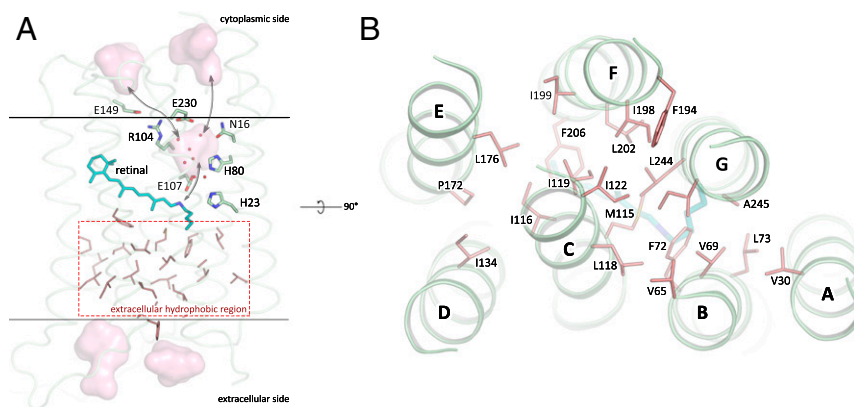 A
cytoplasmic side
E149
E230
N16
R104
retinal
H80
E107
H23
extracellular hydrophobic region
extracellular side
90°
B
F
I199
I198
F194
E
F206
L202
L176
L244
G
P172
I119
I122
A245
I116
M115
C
F72
V69
L73
I134
L118
V30
A
V65
D
B